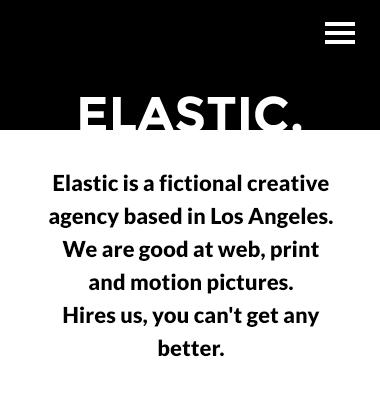 ELASTIC.
Elastic is a fictional creative
agency based in Los Angeles.
We are good at web, print
and motion pictures.
Hires us, you can't get any
better.